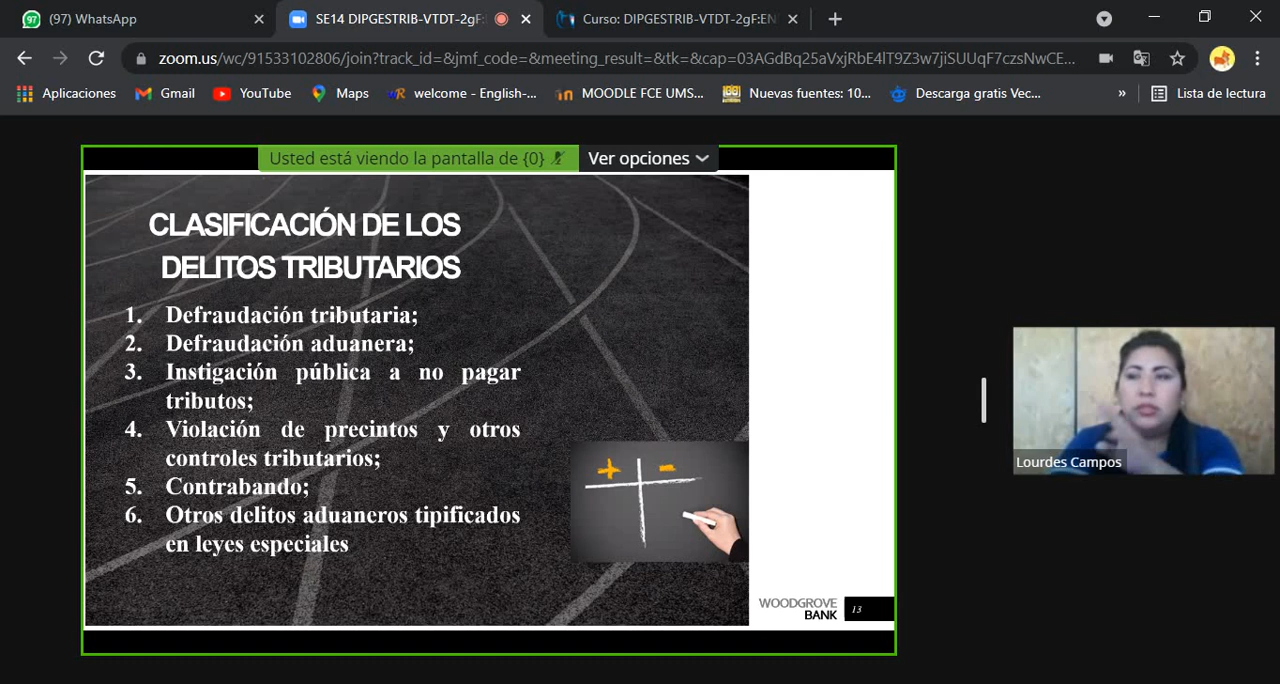 97
(97) WhatsApp
SE14 DIPGESTRIB-VTDT-2gF:
Curso: DIPGESTRIB-VTDT-2gF:EN
zoom.us/wc/91533102806/join?track_id=&jmf_code=&meeting_result=&tk=&cap=03AGdBq25aVxjRbE4lT9Z3w7jiSUUqF7czsNwCE...
Aplicaciones
Gmail
YouTube
Maps
welcome - English-...
MOODLE FCE UMS...
Nuevas fuentes: 10...
Descarga gratis Vec...
»
Lista de lectura
Usted está viendo la pantalla de {0}
Ver opciones
CLASIFICACIÓN DE LOS
DELITOS TRIBUTARIOS
1. Defraudación tributaria;
2. Defraudación aduanera;
3. Instigación pública a no pagar
tributos;
4. Violación de precintos y otros
controles tributarios;
5. Contrabando;
6. Otros delitos aduaneros tipificados
en leyes especiales
+ -
Lourdes Campos
WOODGROVE
BANK
13